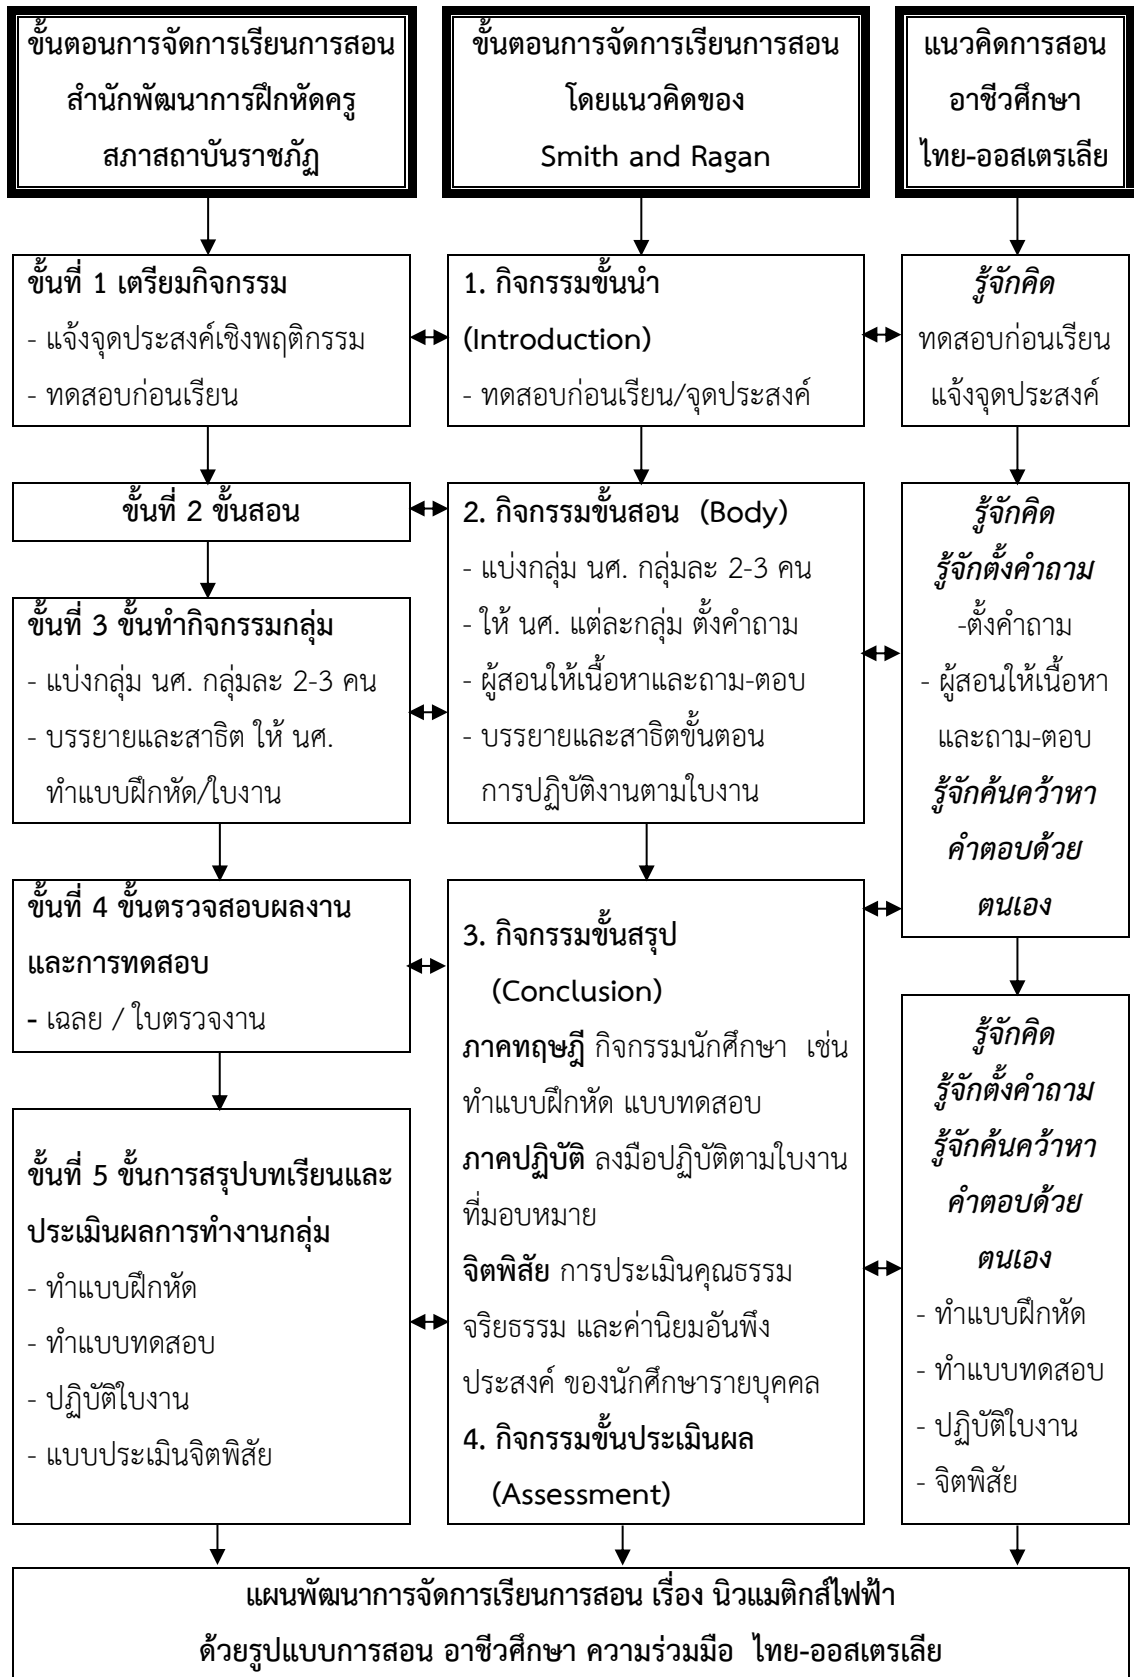 ขั้นตอนการจัดการเรียนการสอน
สำนักพัฒนาการฝึกหัดครู
สภาสถาบันราชภัฏ
ขั้นตอนการจัดการเรียนการสอน
โดยแนวคิดของ
Smith and Ragan
แนวคิดการสอน
อาชีวศึกษา
ไทย-ออสเตรเลีย
ขั้นที่ 1 เตรียมกิจกรรม
- แจ้งจุดประสงค์เชิงพฤติกรรม
- ทดสอบก่อนเรียน
1. กิจกรรมขั้นนำ
(Introduction)
- ทดสอบก่อนเรียน/จุดประสงค์
รู้จักคิด
ทดสอบก่อนเรียน
แจ้งจุดประสงค์
ขั้นที่ 2 ขั้นสอน
ขั้นที่ 3 ขั้นทำกิจกรรมกลุ่ม
- แบ่งกลุ่ม นศ. กลุ่มละ 2-3 คน
- บรรยายและสาธิต ให้ นศ.
ทำแบบฝึกหัด/ใบงาน
2. กิจกรรมขั้นสอน (Body)
- แบ่งกลุ่ม นศ. กลุ่มละ 2-3 คน
- ให้ นศ. แต่ละกลุ่ม ตั้งคำถาม
- ผู้สอนให้เนื้อหาและถาม-ตอบ
- บรรยายและสาธิตขั้นตอน
การปฏิบัติงานตามใบงาน
รู้จักคิด
รู้จักตั้งคำถาม
-ตั้งคำถาม
- ผู้สอนให้เนื้อหา
และถาม-ตอบ
รู้จักค้นคว้าหา
คำตอบด้วย
ตนเอง
ขั้นที่ 4 ขั้นตรวจสอบผลงาน
และการทดสอบ
- เฉลย / ใบตรวจงาน
ขั้นที่ 5 ขั้นการสรุปบทเรียนและ
ประเมินผลการทำงานกลุ่ม
- ทำแบบฝึกหัด
- ทำแบบทดสอบ
- ปฏิบัติใบงาน
- แบบประเมินจิตพิสัย
3. กิจกรรมขั้นสรุป
(Conclusion)
ภาคทฤษฎี กิจกรรมนักศึกษา เช่น
ทำแบบฝึกหัด แบบทดสอบ
ภาคปฏิบัติ ลงมือปฏิบัติตามใบงาน
ที่มอบหมาย
จิตพิสัย การประเมินคุณธรรม
จริยธรรม และค่านิยมอันพึง
ประสงค์ ของนักศึกษารายบุคคล
4. กิจกรรมขั้นประเมินผล
(Assessment)
รู้จักคิด
รู้จักตั้งคำถาม
รู้จักค้นคว้าหา
คำตอบด้วย
ตนเอง
- ทำแบบฝึกหัด
- ทำแบบทดสอบ
- ปฏิบัติใบงาน
- จิตพิสัย
แผนพัฒนาการจัดการเรียนการสอน เรื่อง นิวแมติกส์ไฟฟ้า
ด้วยรูปแบบการสอน อาชีวศึกษา ความร่วมมือ ไทย-ออสเตรเลีย